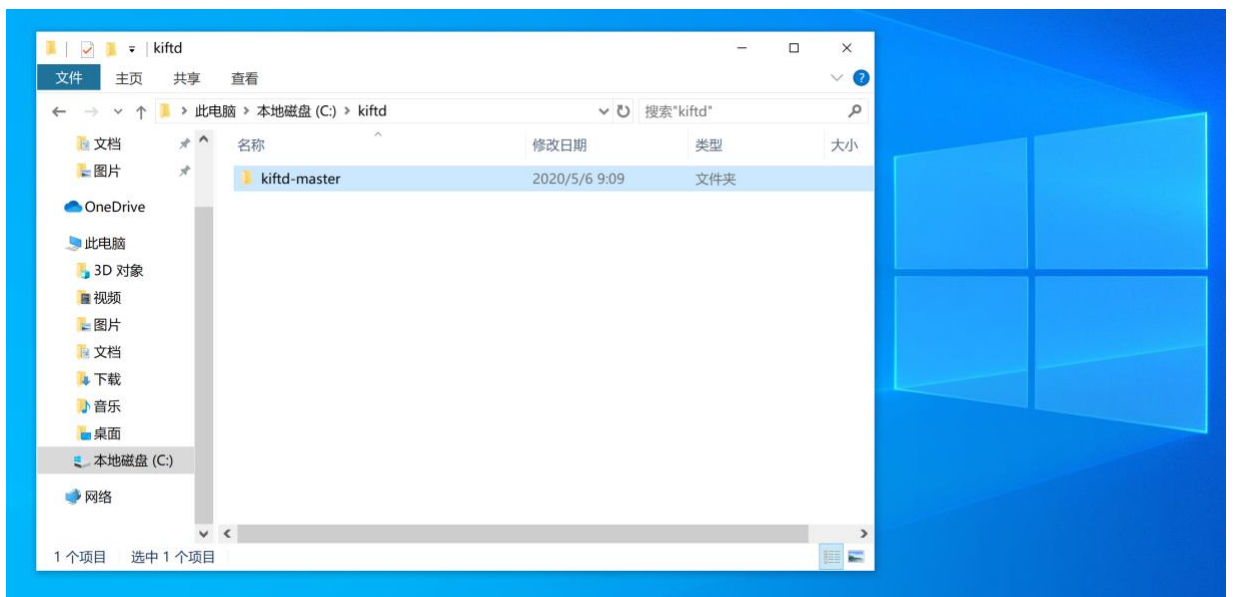 kiftd
文件 主页 共享 查看
此电脑 > 本地磁盘 (C:) > kiftd 搜索"kiftd"
名称 修改日期 类型 大小
kiftd-master 2020/5/6 9:09 文件夹
文档
图片
OneDrive
此电脑
3D 对象
视频
图片
文档
下载
音乐
桌面
本地磁盘 (C:)
网络
1 个项目 选中 1 个项目